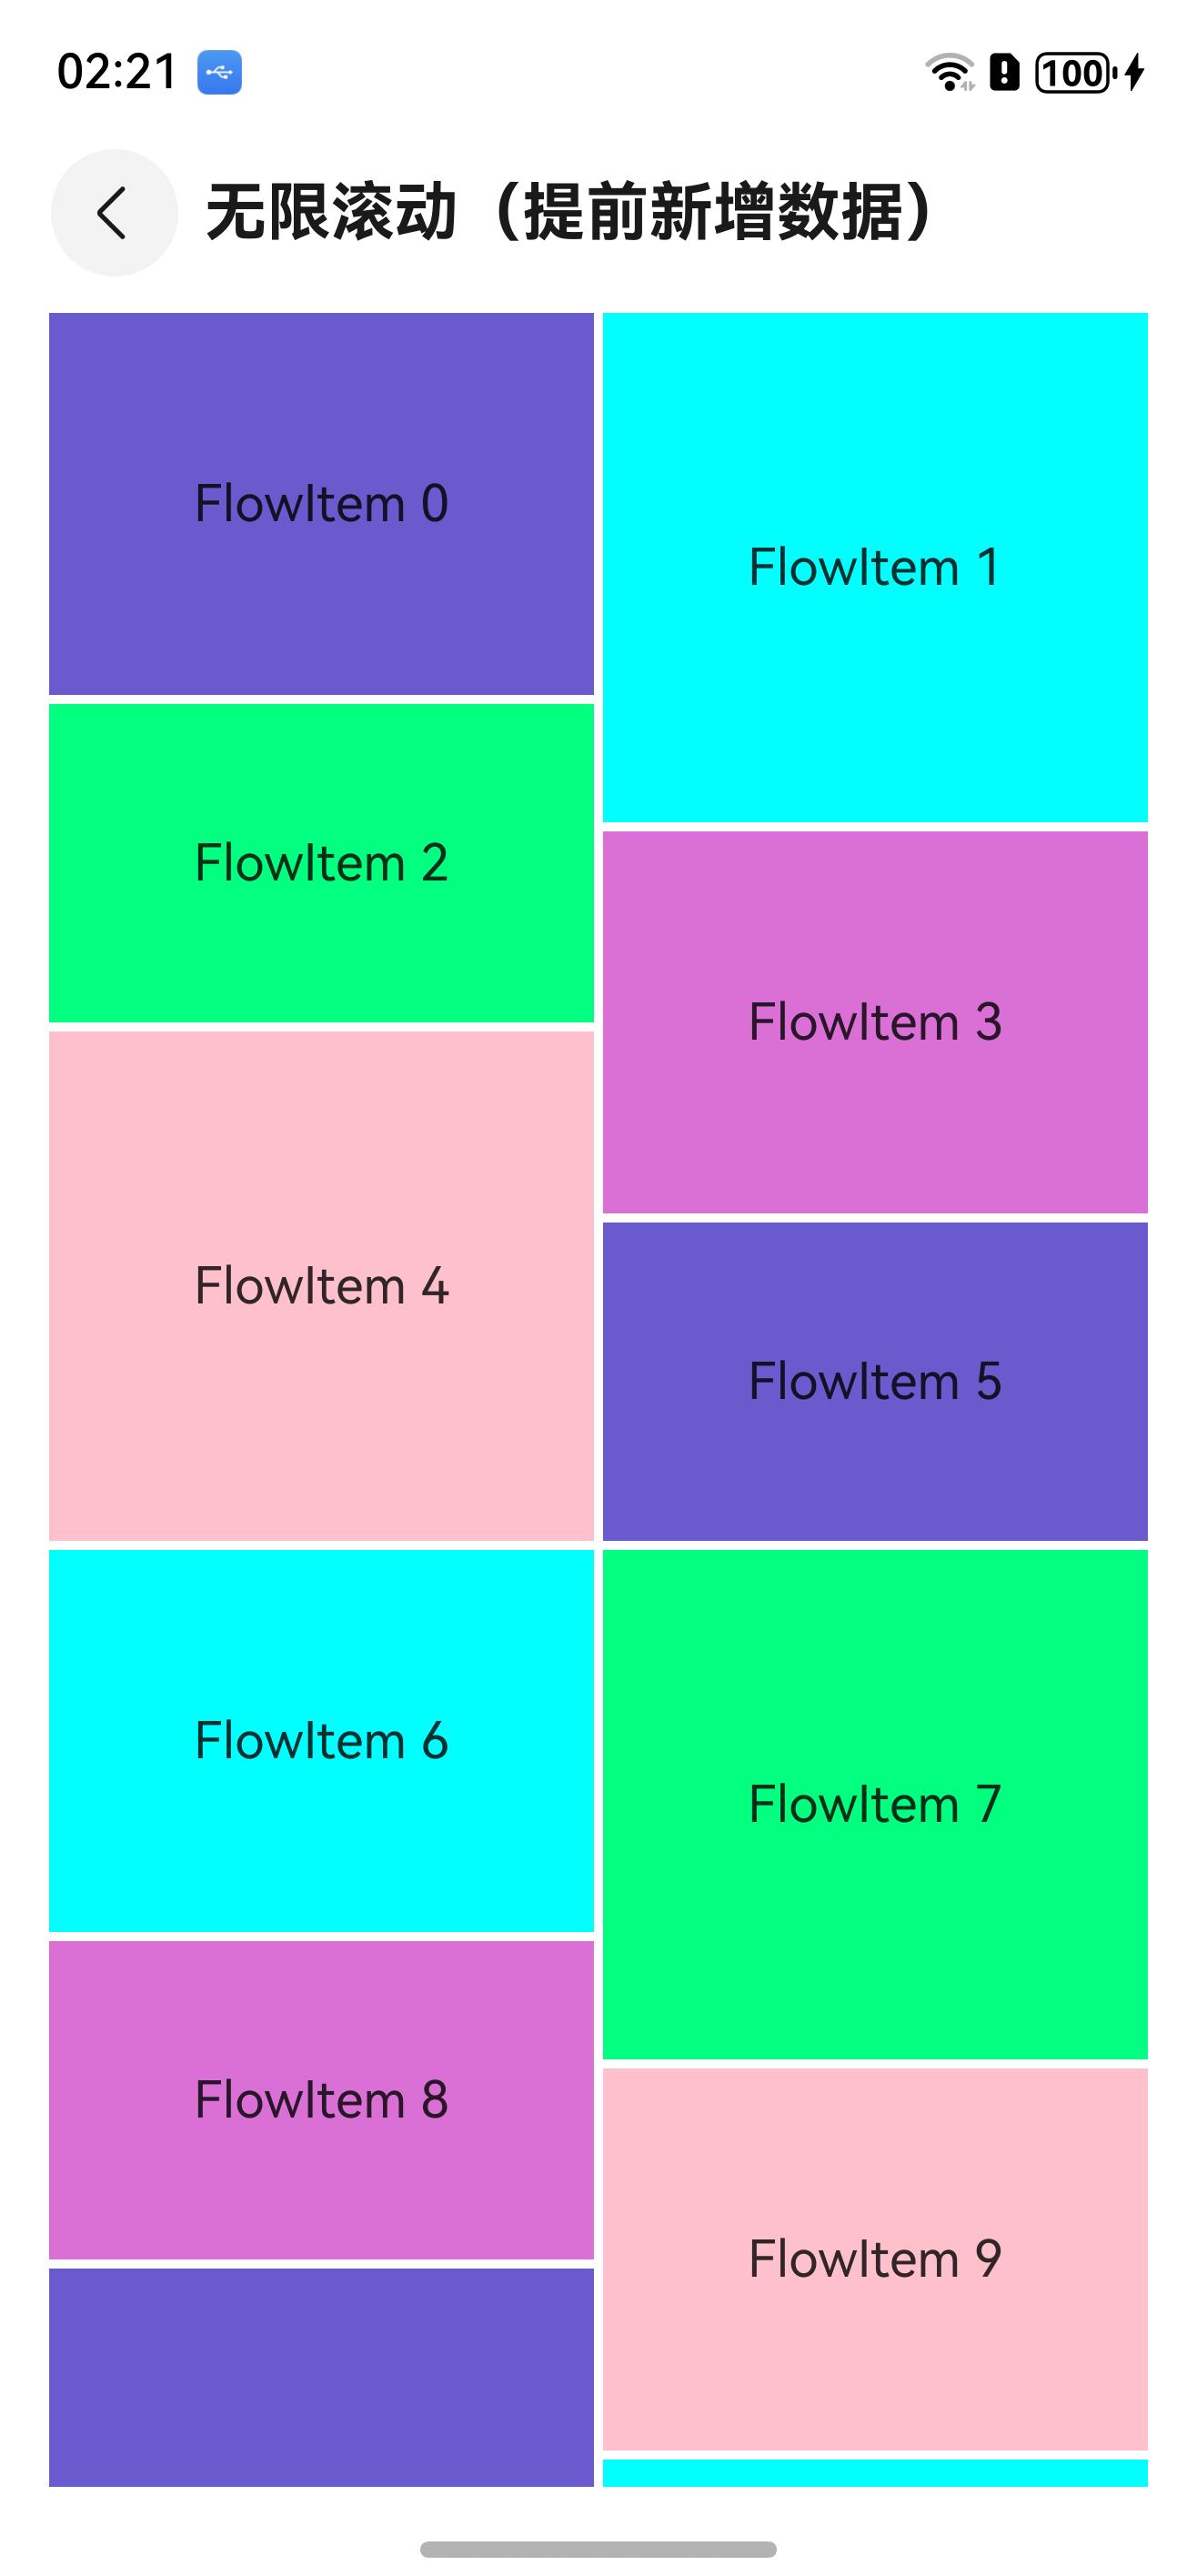 02:21
100
无限滚动（提前新增数据）
FlowItem 0
FlowItem 1
FlowItem 2
FlowItem 3
FlowItem 4
FlowItem 5
FlowItem 6
FlowItem 7
FlowItem 8
FlowItem 9